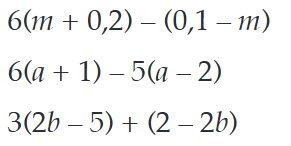 6(m + 0,2) – (0,1 – m)
6(a + 1) – 5(a – 2)
3(2b – 5) + (2 – 2b)